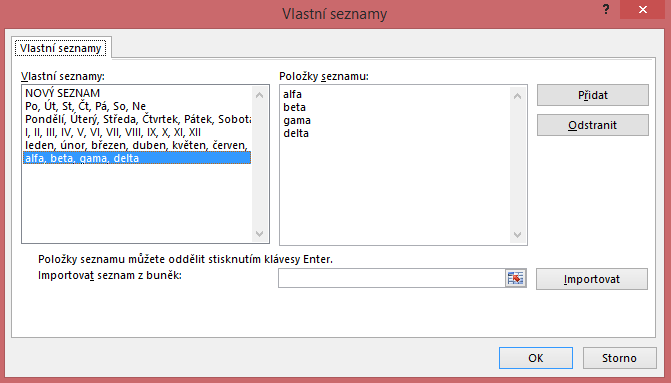 Vlastní seznamy
?
Vlastní seznamy
Vlastní seznamy:
NOVÝ SEZNAM
Po, Út, St, Čt, Pá, So, Ne
Pondělí, Úterý, Středa, Čtvrtek, Pátek, Sobota
I, II, III, IV, V, VI, VII, VIII, IX, X, XI, XII
leden, únor, březen, duben, květen, červen,
alfa, beta, gama, delta
Položky seznamu:
alfa
beta
gama
delta
Přidat
Odstranit
Položky seznamu můžete oddělit stisknutím klávesy Enter.
Importovat seznam z buněk:
Importovat
OK
Storno